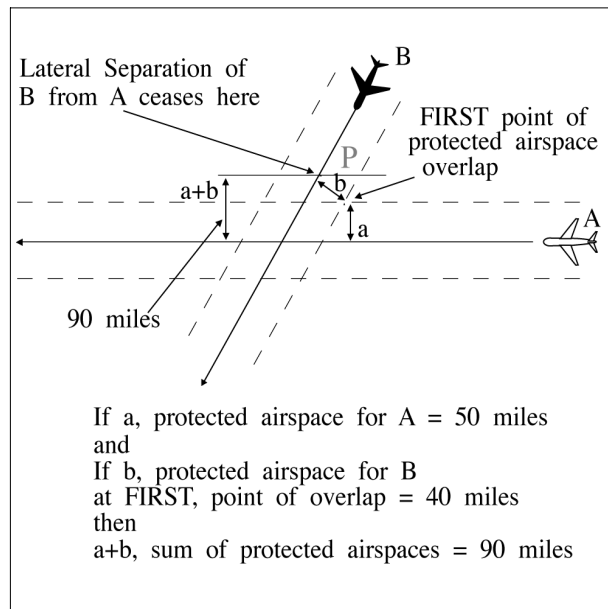 Lateral Separation of
B from A ceases here
B
FIRST point of
protected airspace
overlap
P
b
a+b
a
A
90 miles
If a, protected airspace for A = 50 miles
and
If b, protected airspace for B
at FIRST, point of overlap = 40 miles
then
a+b, sum of protected airspaces = 90 miles